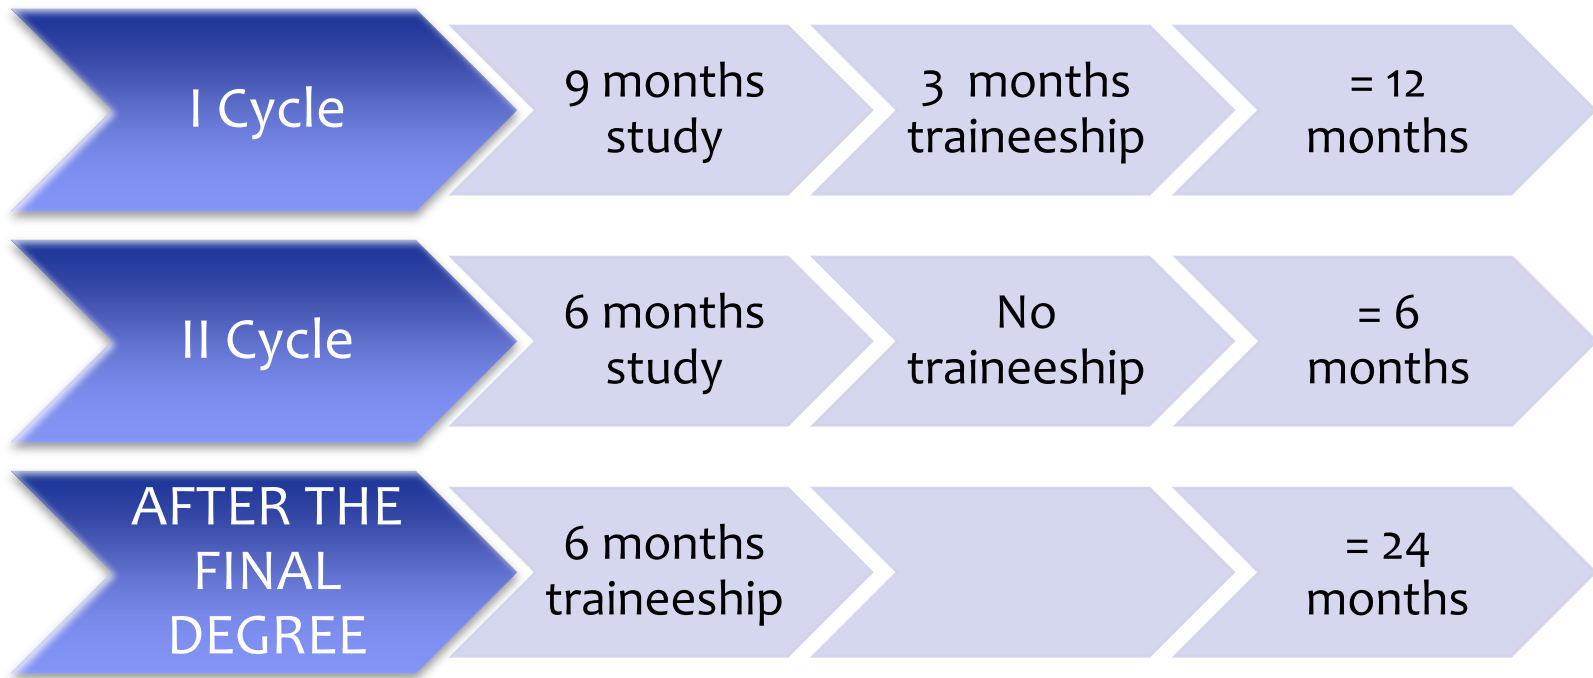 I Cycle
9 months
study
3 months
traineeship
= 12
months
II Cycle
6 months
study
No
traineeship
= 6
months
AFTER THE
FINAL
DEGREE
6 months
traineeship
= 24
months